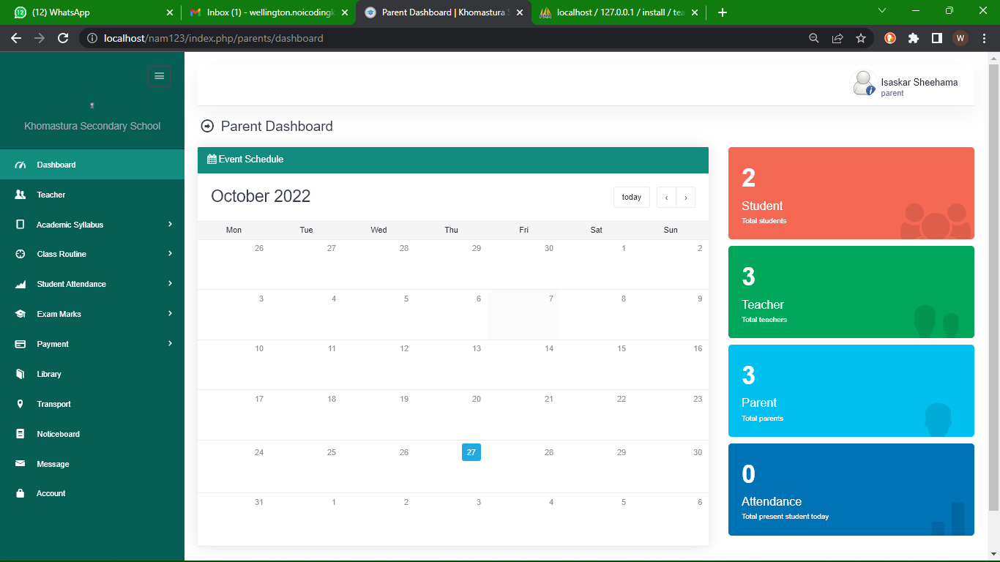 12
(12) WhatsApp
Inbox (1) - wellington.noicodingk
Parent Dashboard | Khomastura S
localhost / 127.0.0.1 / install / tea
localhost/nam123/index.php/parents/dashboard
W
Khomastura Secondary School
Dashboard
Teacher
Academic Syllabus
Class Routine
Student Attendance
Exam Marks
Payment
Library
Transport
Noticeboard
Message
Account
Isaskar Sheehama
parent
Parent Dashboard
Event Schedule
October 2022
today
‹ ›
Mon Tue Wed Thu Fri Sat Sun
26 27 28 29 30 1 2
3 4 5 6 7 8 9
10 11 12 13 14 15 16
17 18 19 20 21 22 23
24 25 26 27 28 29 30
31 1 2 3 4 5 6
2
Student
Total students
3
Teacher
Total teachers
3
Parent
Total parents
0
Attendance
Total present student today